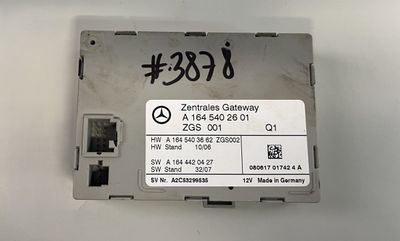 #3878
Zentrales Gateway
A 164 540 26 01
ZGS 001 Q1
HW A 164 540 36 62 ZGS002
HW Stand 10/06
SW A 164 442 04 27
SW Stand 32/07
080617 01742 4 A
SV Nr. A2C53299535 12V Made in Germany